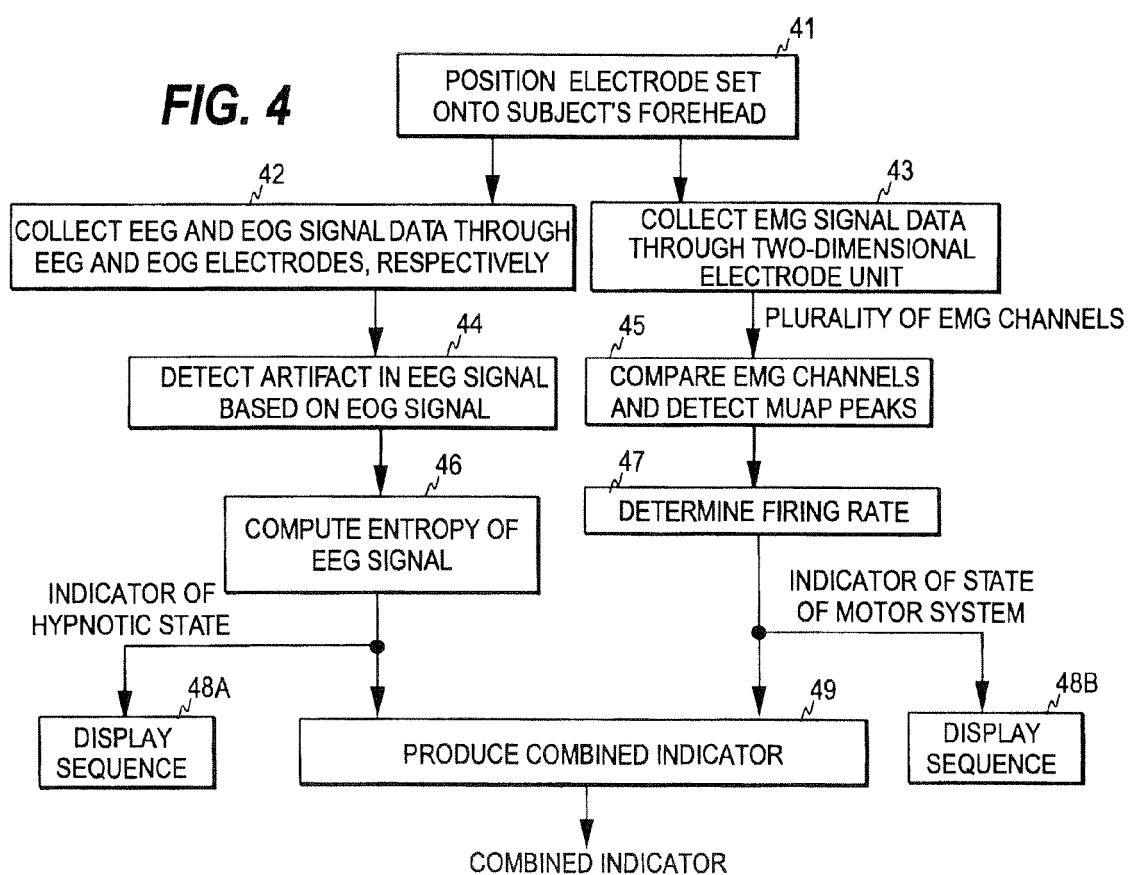 FIG. 4
41
POSITION ELECTRODE SET
ONTO SUBJECT'S FOREHEAD
42
COLLECT EEG AND EOG SIGNAL DATA THROUGH
EEG AND EOG ELECTRODES, RESPECTIVELY
43
COLLECT EMG SIGNAL DATA
THROUGH TWO-DIMENSIONAL
ELECTRODE UNIT
PLURALITY OF EMG CHANNELS
44
DETECT ARTIFACT IN EEG SIGNAL
BASED ON EOG SIGNAL
45
COMPARE EMG CHANNELS
AND DETECT MUAP PEAKS
46
COMPUTE ENTROPY OF
EEG SIGNAL
47
DETERMINE FIRING RATE
INDICATOR OF
HYPNOTIC STATE
INDICATOR OF STATE
OF MOTOR SYSTEM
48A
DISPLAY
SEQUENCE
49
PRODUCE COMBINED INDICATOR
48B
DISPLAY
SEQUENCE
COMBINED INDICATOR